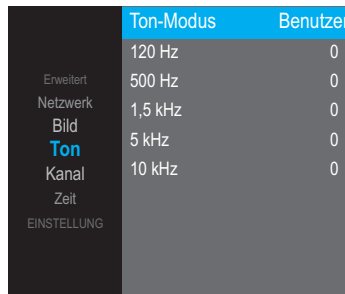 Erweitert
Netzwerk
Bild
Ton
Kanal
Zeit
EINSTELLUNG
Ton-Modus Benutzer
120 Hz 0
500 Hz 0
1,5 kHz 0
5 kHz 0
10 kHz 0